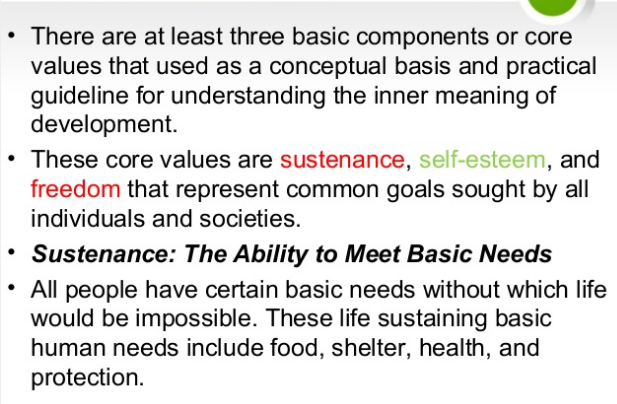 • There are at least three basic components or core
values that used as a conceptual basis and practical
guideline for understanding the inner meaning of
development.
• These core values are sustenance, self-esteem, and
freedom that represent common goals sought by all
individuals and societies.
• Sustenance: The Ability to Meet Basic Needs
• All people have certain basic needs without which life
would be impossible. These life sustaining basic
human needs include food, shelter, health, and
protection.